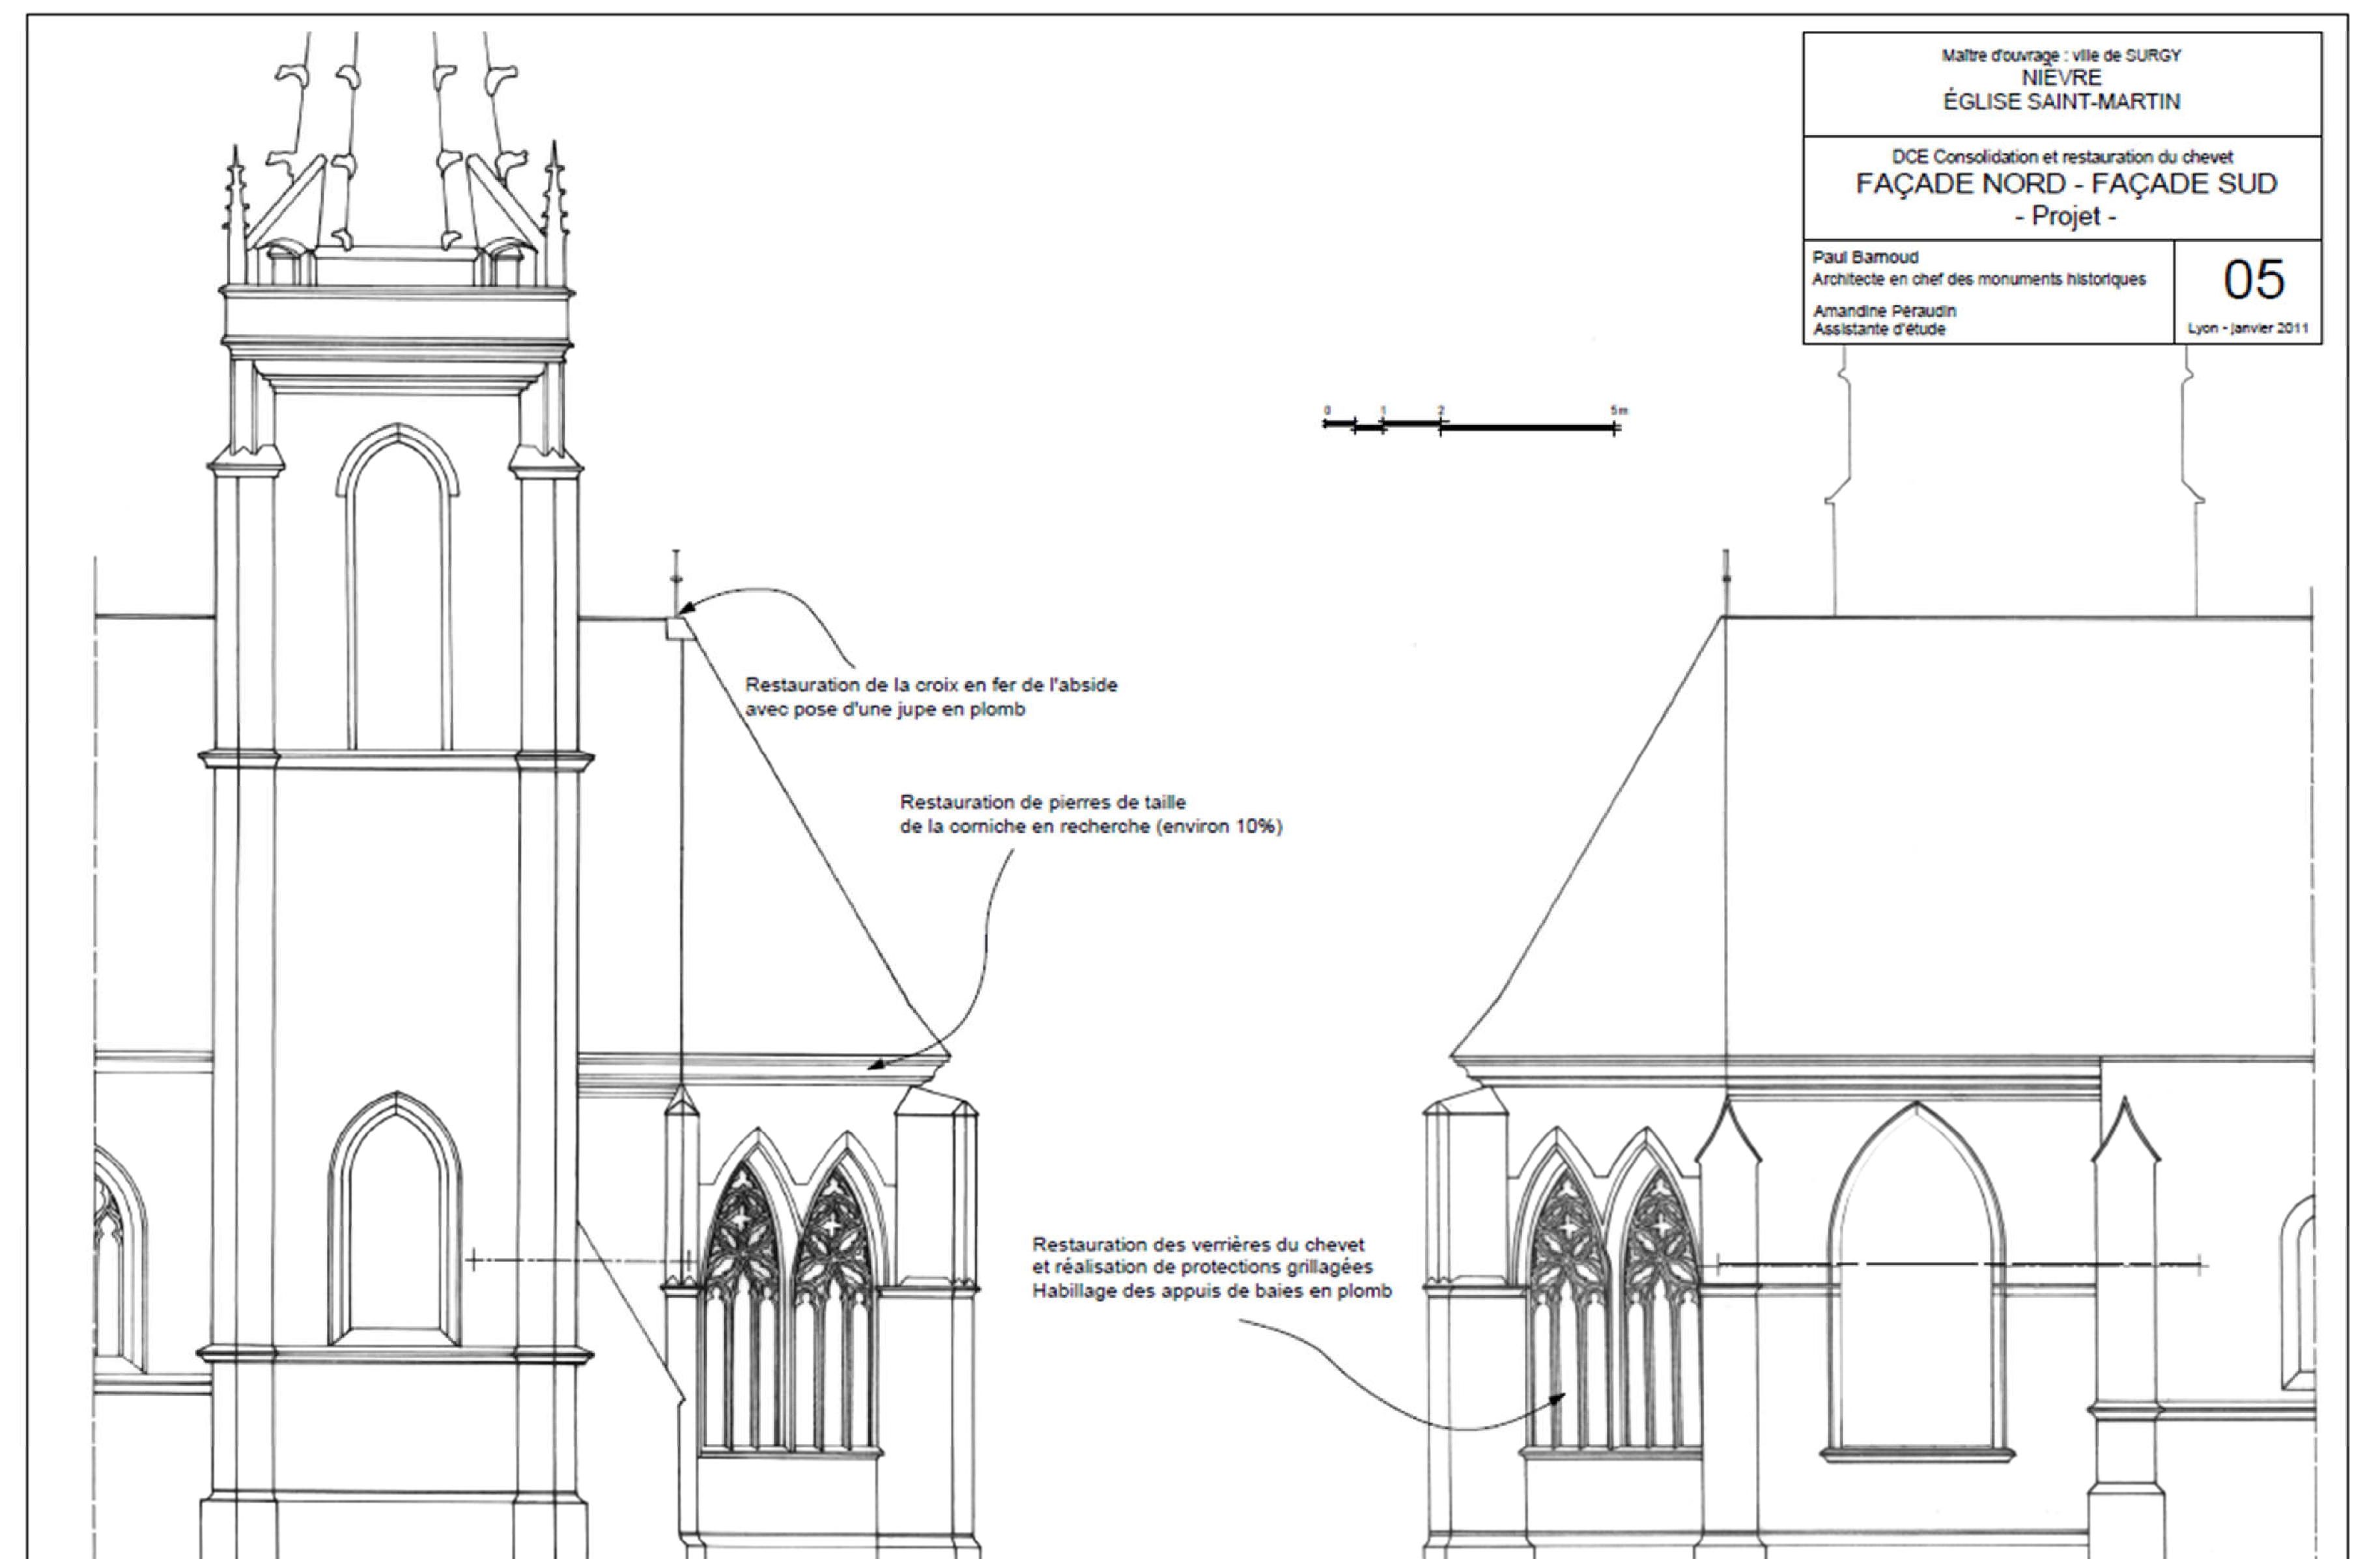 Maître d'ouvrage : ville de SURGY
NIÈVRE
ÉGLISE SAINT-MARTIN
DCE Consolidation et restauration du chevet
FAÇADE NORD - FAÇADE SUD
- Projet -
Paul Barnoud
Architecte en chef des monuments historiques
Amandine Péraudin
Assistante d'étude
05
Lyon - janvier 2011
0 1 2 5m
Restauration de la croix en fer de l'abside
avec pose d'une jupe en plomb
Restauration de pierres de taille
de la corniche en recherche (environ 10%)
Restauration des verrières du chevet
et réalisation de protections grillagées
Habillage des appuis de baies en plomb